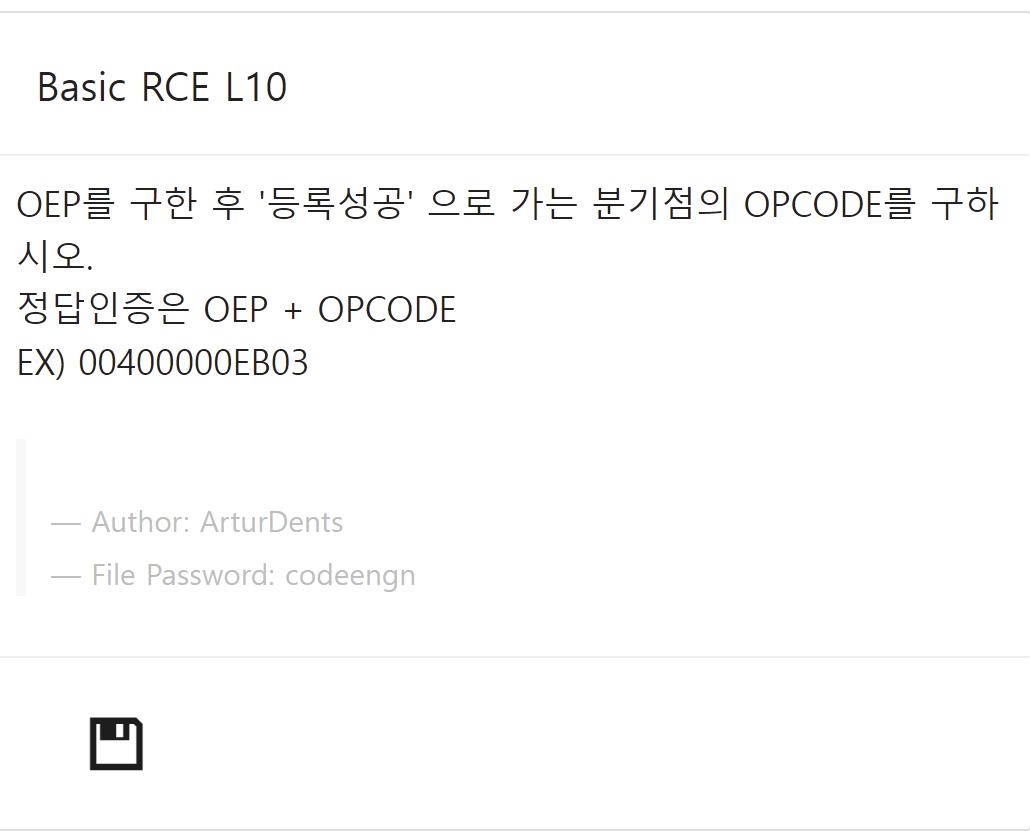 Basic RCE L10
OEP를 구한 후 '등록성공' 으로 가는 분기점의 OPCODE를 구하
시오.
정답인증은 OEP + OPCODE
EX) 00400000EB03
— Author: ArturDents
— File Password: codeengn